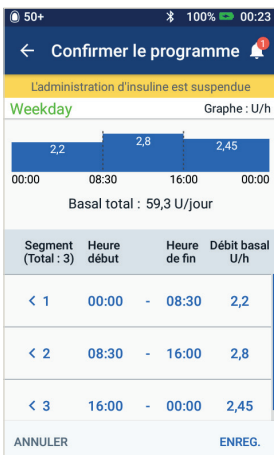 50+ 100% 00:23
Confirmer le programme 1
L'administration d'insuline est suspendue
Weekday Graphe : U/h
2,2 2,8 2,45
00:00 08:30 16:00 00:00
Basal total : 59,3 U/jour
Segment Heure Heure Débit basal
(Total : 3) début de fin U/h
< 1 00:00 - 08:30 2,2
< 2 08:30 - 16:00 2,8
< 3 16:00 - 00:00 2,45
ANNULER ENREG.